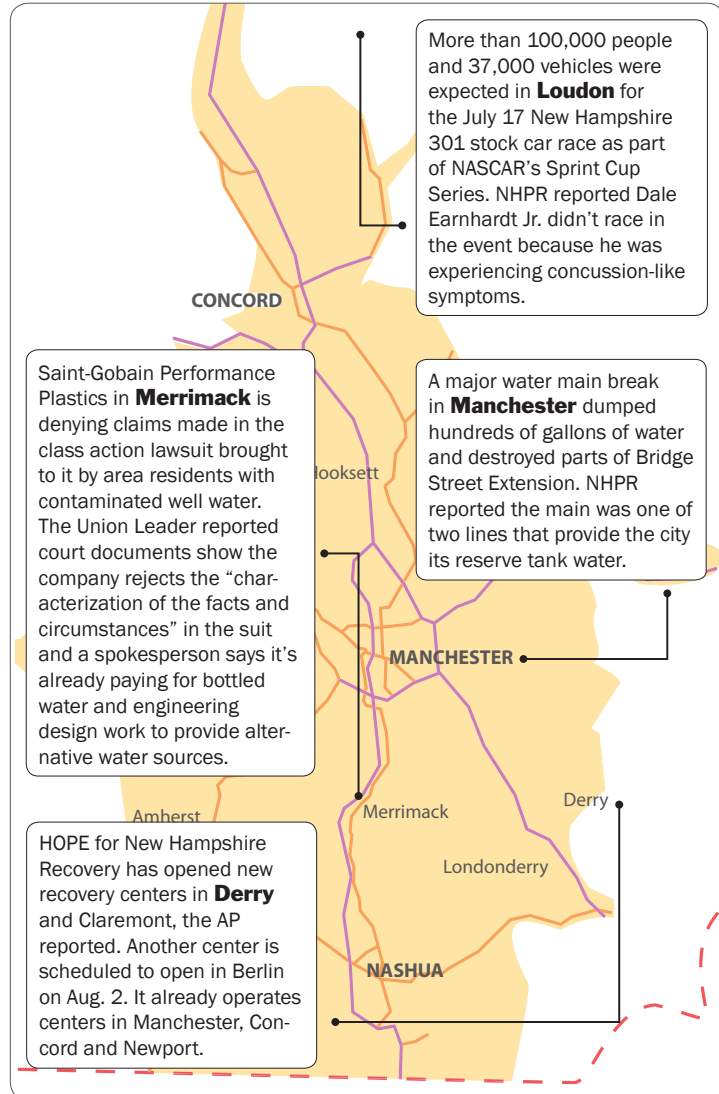 More than 100,000 people
and 37,000 vehicles were
expected in Loudon for
the July 17 New Hampshire
301 stock car race as part
of NASCAR's Sprint Cup
Series. NHPR reported Dale
Earnhardt Jr. didn't race in
the event because he was
experiencing concussion-like
symptoms.
CONCORD
Saint-Gobain Performance
Plastics in Merrimack is
denying claims made in the
class action lawsuit brought
to it by area residents with
contaminated well water.
The Union Leader reported
court documents show the
company rejects the “char-
acterization of the facts and
circumstances” in the suit
and a spokesperson says it's
already paying for bottled
water and engineering
design work to provide alter-
native water sources.
Hooksett
A major water main break
in Manchester dumped
hundreds of gallons of water
and destroyed parts of Bridge
Street Extension. NHPR
reported the main was one of
two lines that provide the city
its reserve tank water.
MANCHESTER
Amherst
Merrimack
Derry
Londonderry
HOPE for New Hampshire
Recovery has opened new
recovery centers in Derry
and Claremont, the AP
reported. Another center is
scheduled to open in Berlin
on Aug. 2. It already operates
centers in Manchester, Con-
cord and Newport.
NASHUA